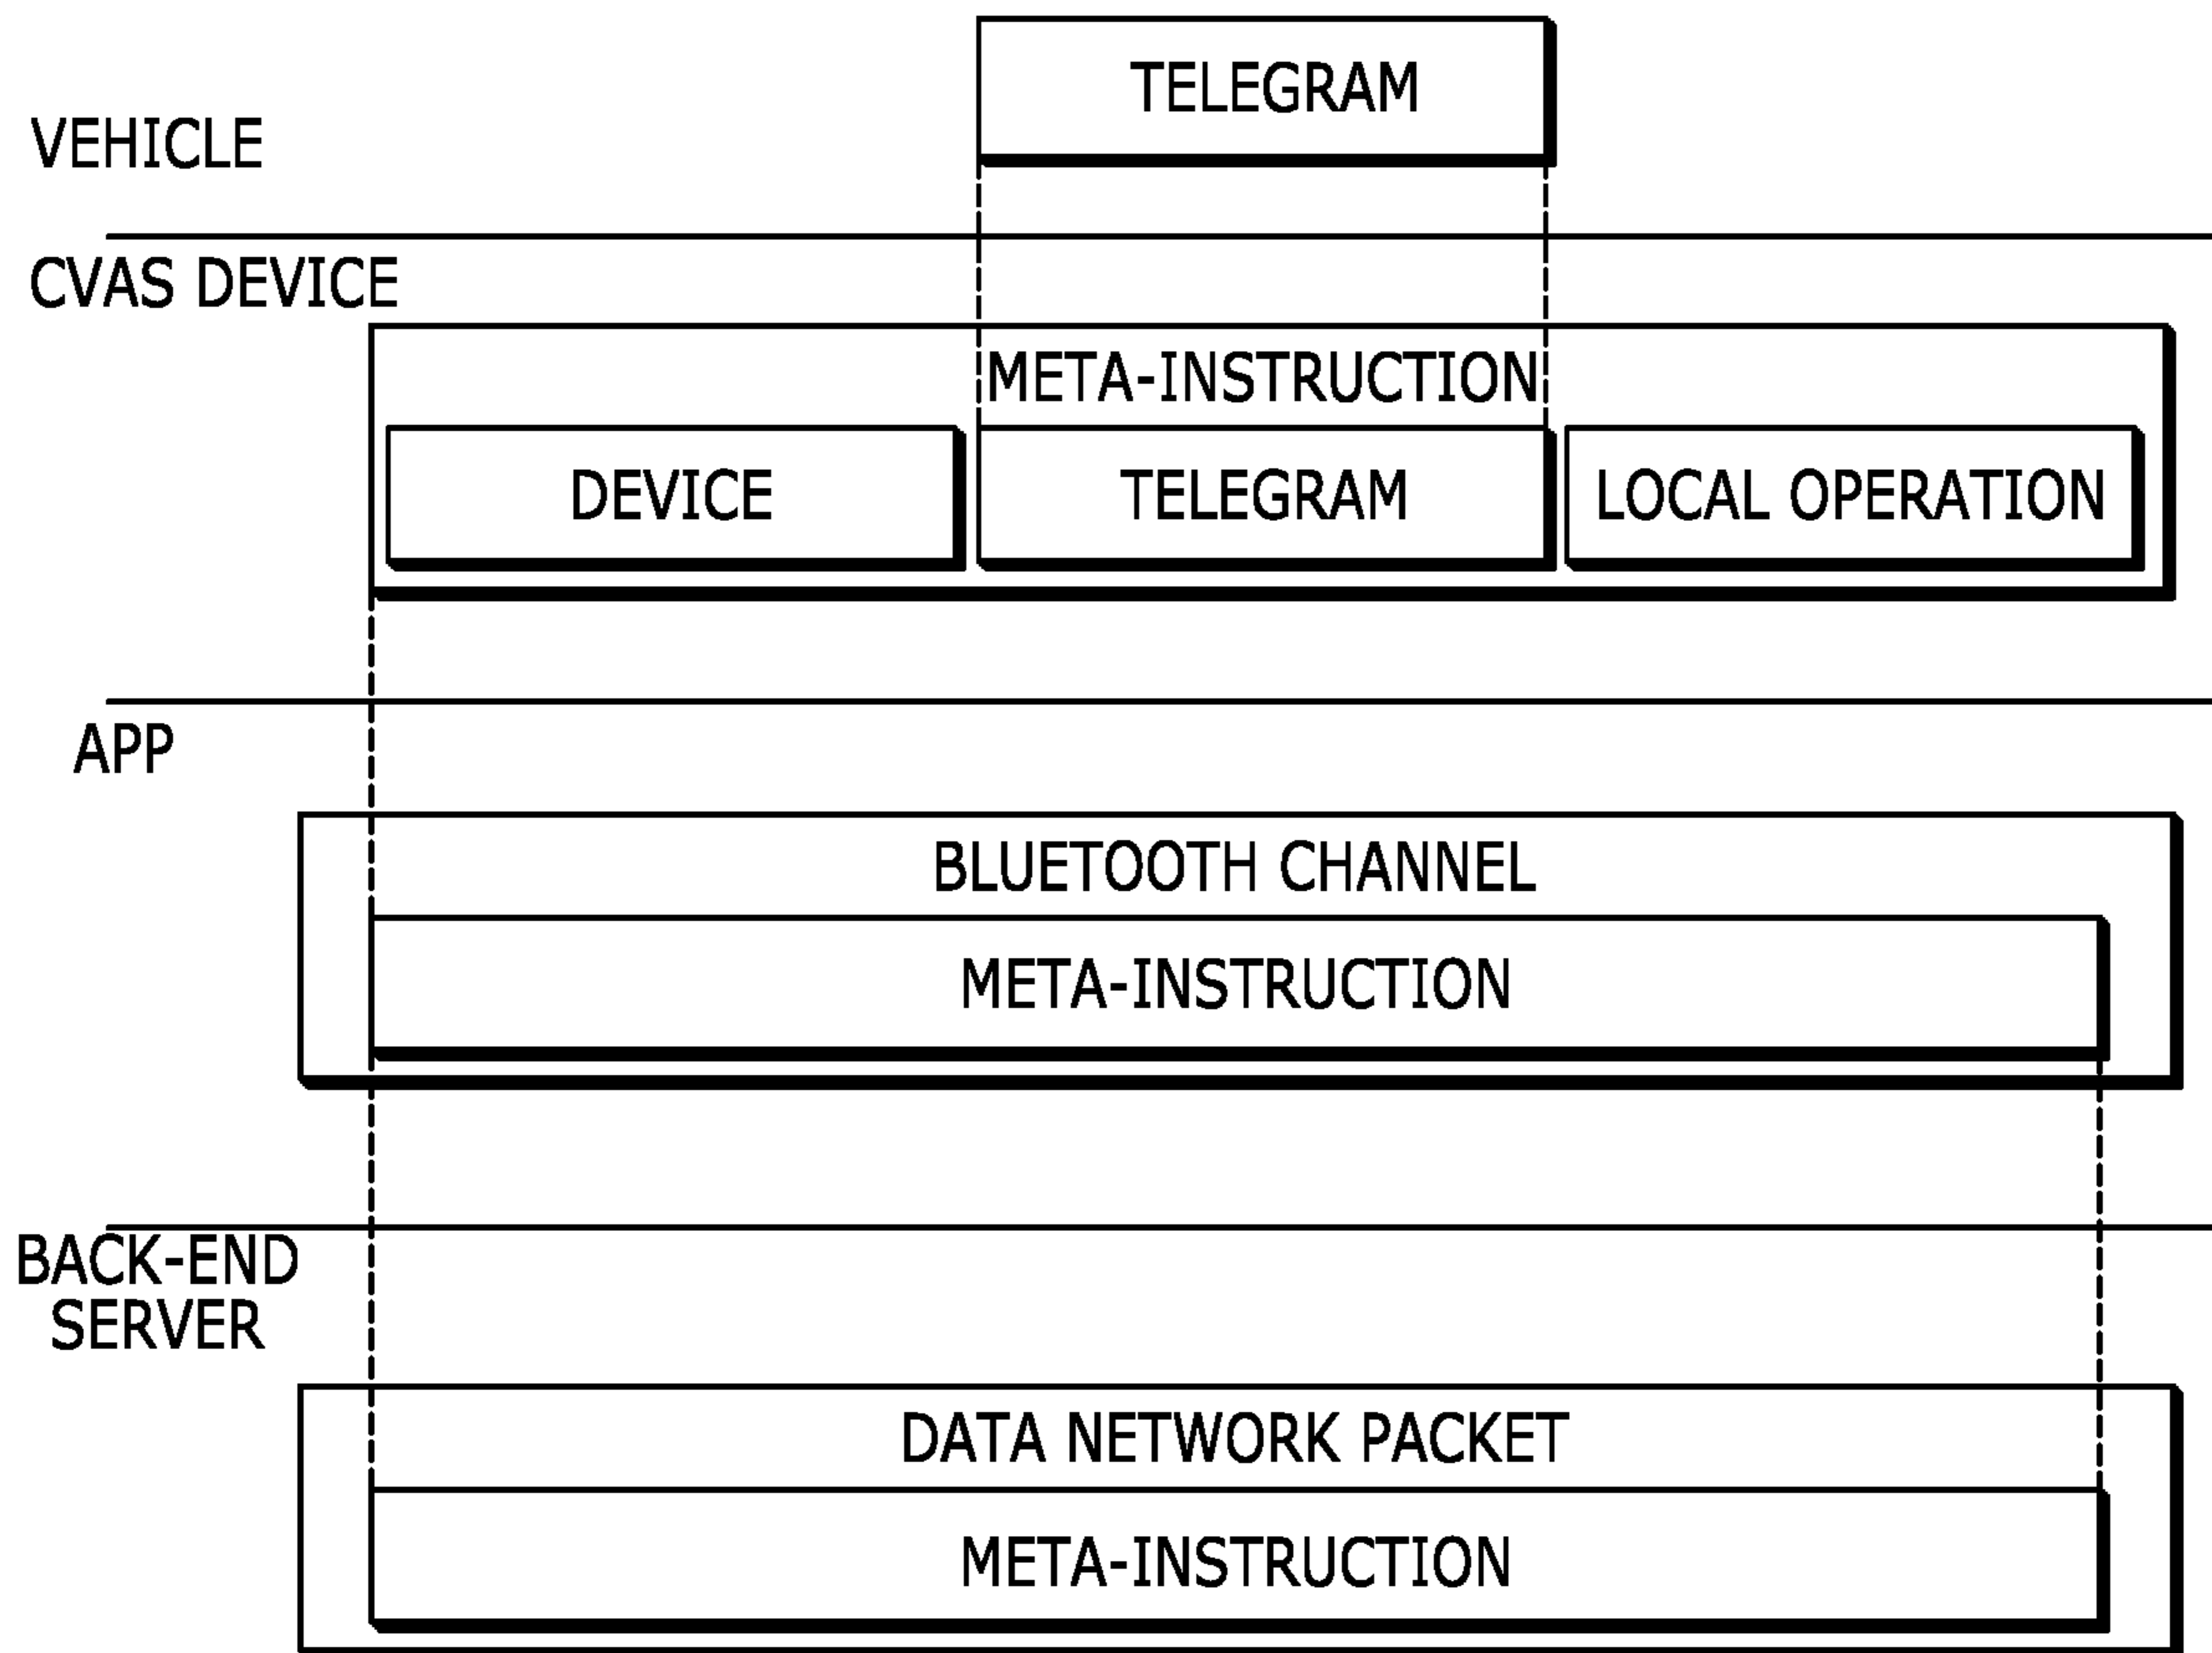 TELEGRAM
VEHICLE
CVAS DEVICE
META-INSTRUCTION
DEVICE
TELEGRAM
LOCAL OPERATION
APP
BLUETOOTH CHANNEL
META-INSTRUCTION
BACK-END
SERVER
DATA NETWORK PACKET
META-INSTRUCTION